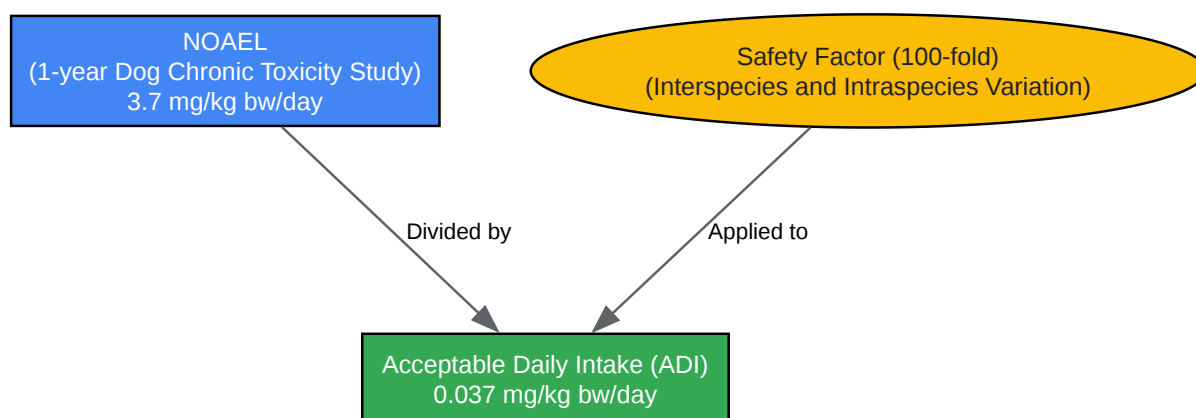 NOAEL
(1-year Dog Chronic Toxicity Study)
3.7 mg/kg bw/day
Safety Factor (100-fold)
(Interspecies and Intraspecies Variation)
Divided by
Applied to
Acceptable Daily Intake (ADI)
0.037 mg/kg bw/day